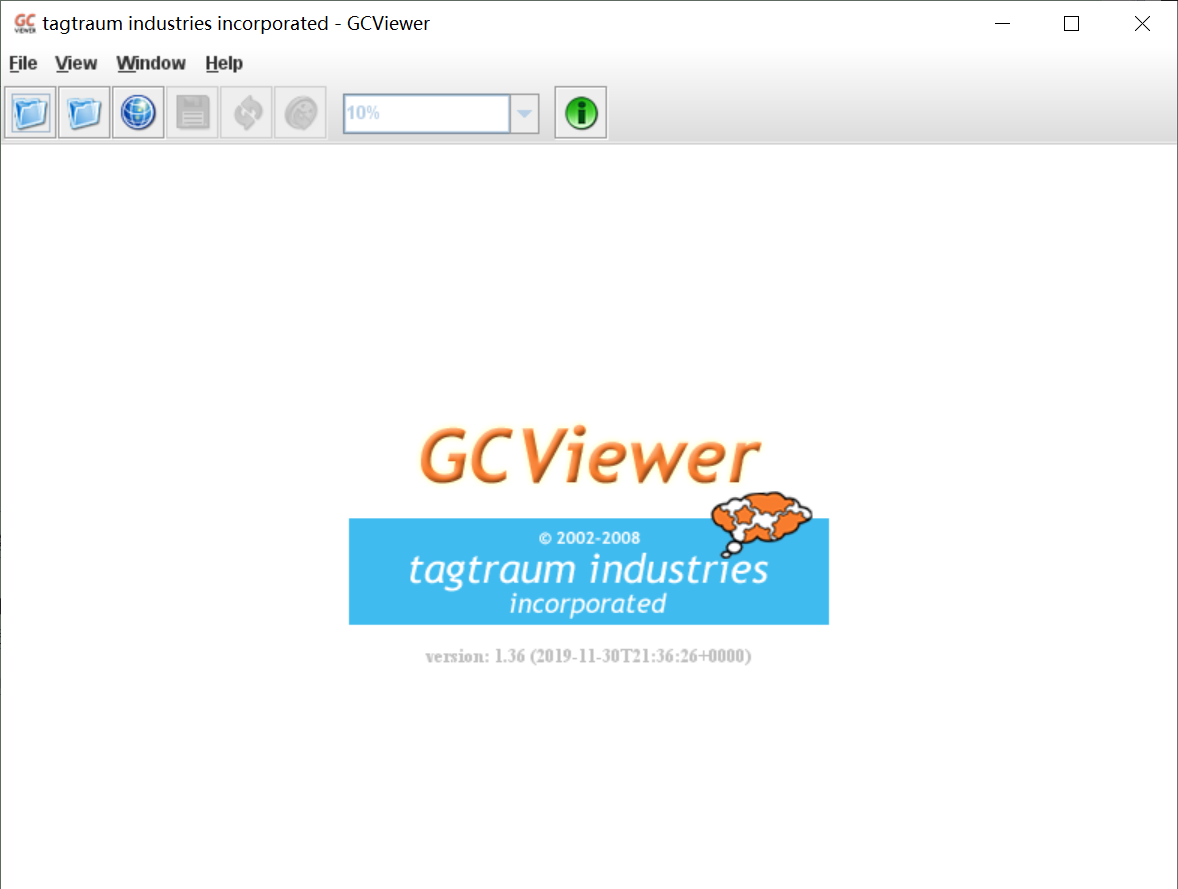 GC VIEWER tagtraum industries incorporated - GCViewer
File View Window Help
10%
GCViewer
© 2002-2008
tagtraum industries
incorporated
version: 1.36 (2019-11-30T21:36:26+0000)